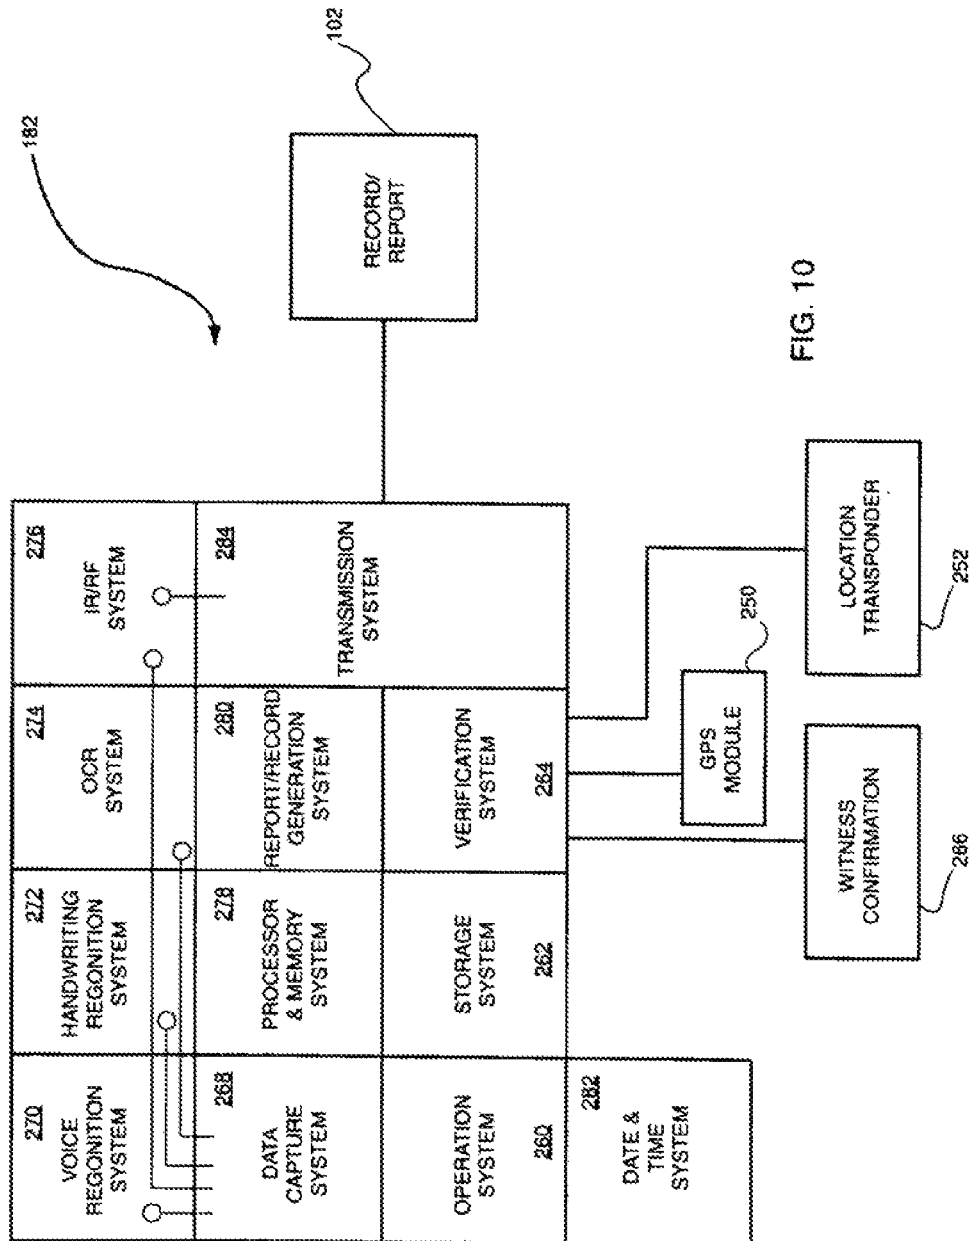 182
102
270
VOICE
REGONITION
SYSTEM
272
HANDWRITING
REGONITION
SYSTEM
274
OCR
SYSTEM
276
IR/RF
SYSTEM
268
DATA
CAPTURE
SYSTEM
278
PROCESSOR
& MEMORY
SYSTEM
280
REPORT/RECORD
GENERATION
SYSTEM
284
TRANSMISSION
SYSTEM
RECORD/
REPORT
OPERATION
SYSTEM
260
STORAGE
SYSTEM
262
VERIFICATION
SYSTEM
264
282
DATE &
TIME
SYSTEM
GPS
MODULE
250
WITNESS
CONFIRMATION
286
LOCATION
TRANSPONDER
252
FIG. 10